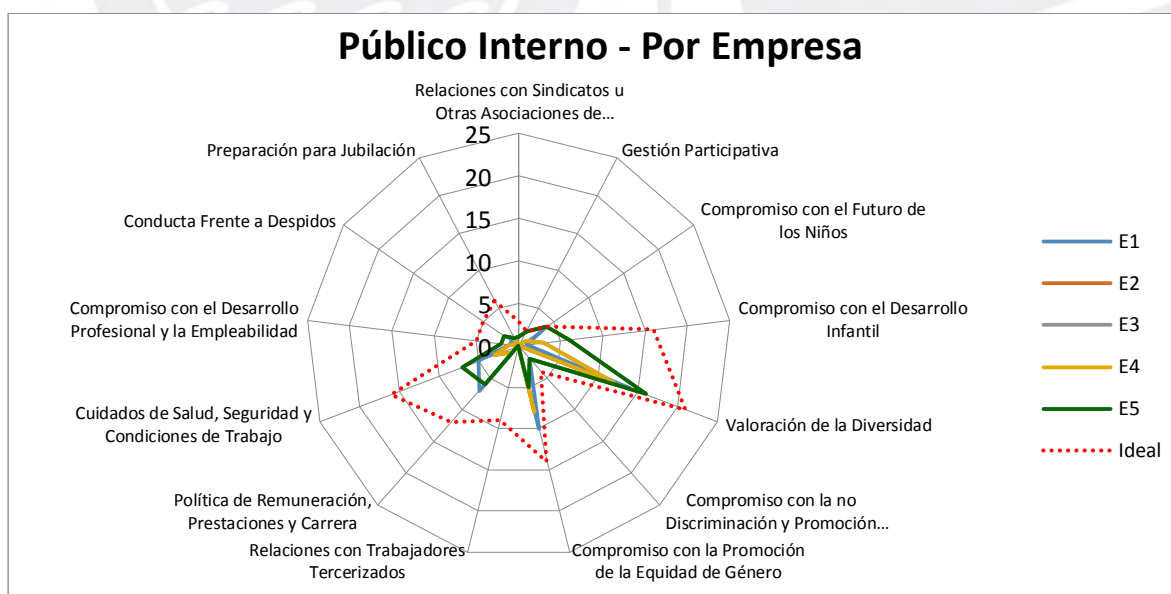 Público Interno - Por Empresa
Relaciones con Sindicatos u
Otras Asociaciones de...
Gestión Participativa
Compromiso con el Futuro de
los Niños
Compromiso con el Desarrollo
Infantil
Valoración de la Diversidad
Compromiso con la no
Discriminación y Promoción...
Compromiso con la Promoción
de la Equidad de Género
Relaciones con Trabajadores
Tercerizados
Política de Remuneración,
Prestaciones y Carrera
Cuidados de Salud, Seguridad y
Condiciones de Trabajo
Compromiso con el Desarrollo
Profesional y la Empleabilidad
Conducta Frente a Despidos
Preparación para Jubilación
25
20
15
10
5
0
E1
E2
E3
E4
E5
Ideal